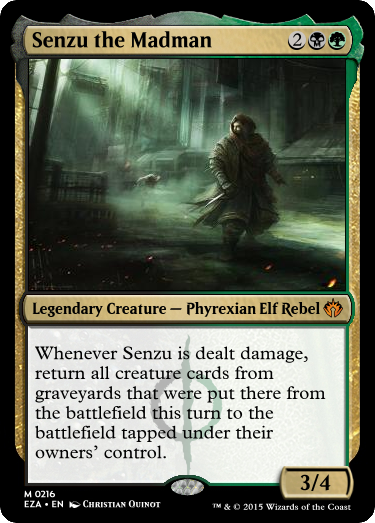 Senzu the Madman 2
Legendary Creature — Phyrexian Elf Rebel
Whenever Senzu is dealt damage,
return all creature cards from
graveyards that were put there from
the battlefield this turn to the
battlefield tapped under their
owners' control.
3/4
M 0216
EZA • EN Christian Quinot
™ & © 2015 Wizards of the Coast